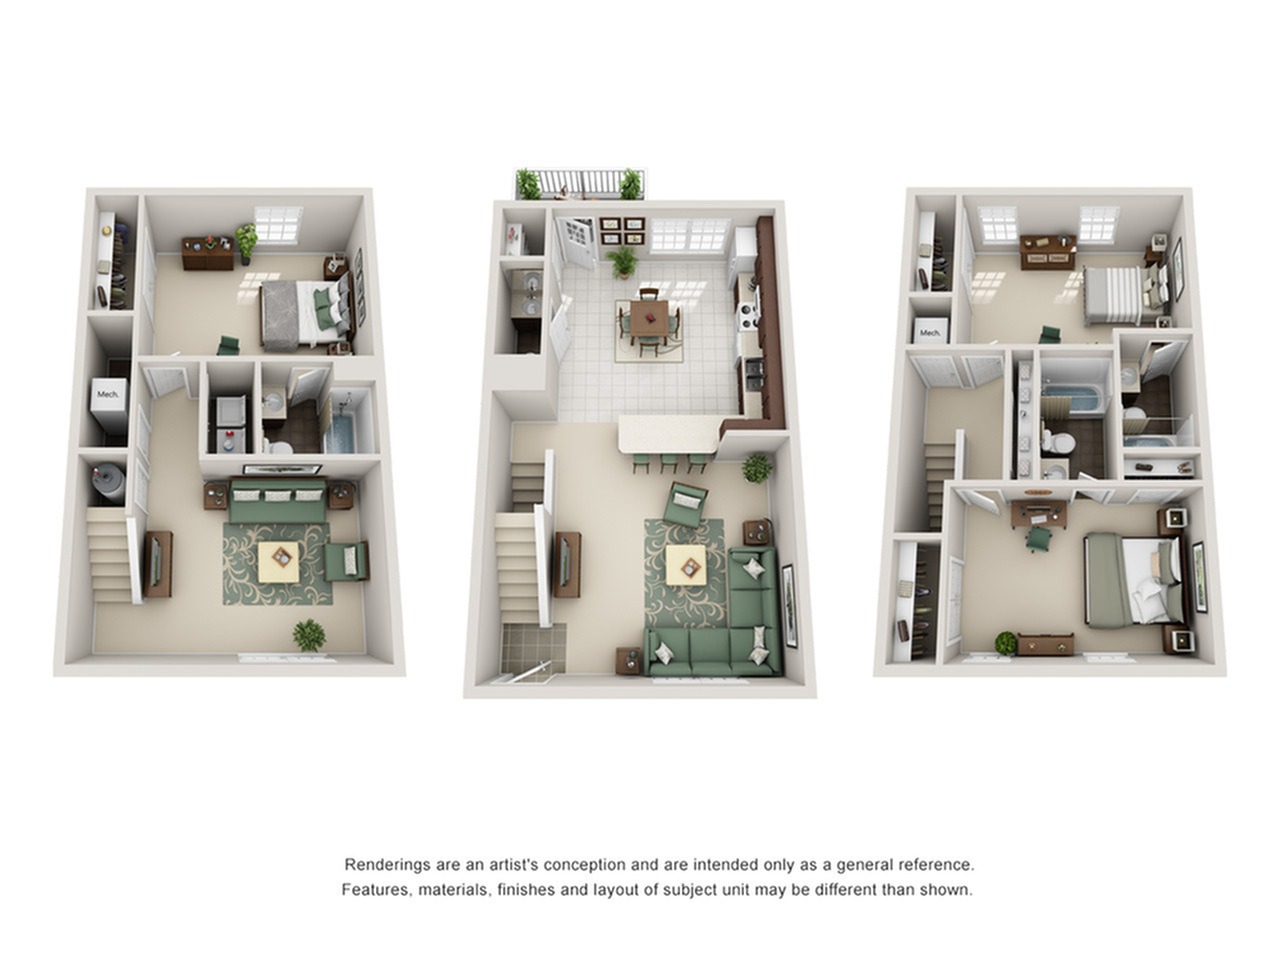 Mech.
Mech.
Renderings are an artist's conception and are intended only as a general reference.
Features, materials, finishes and layout of subject unit may be different than shown.